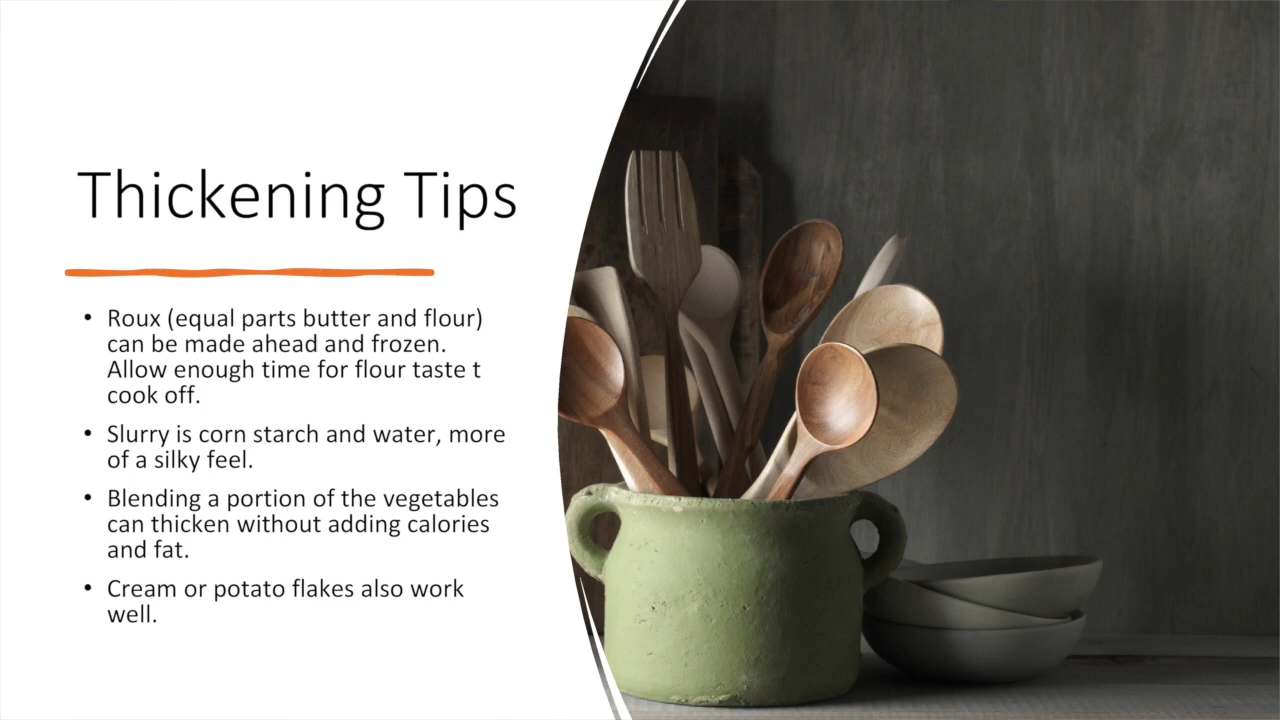 Thickening Tips
• Roux (equal parts butter and flour)
can be made ahead and frozen.
Allow enough time for flour taste t
cook off.
• Slurry is corn starch and water, more
of a silky feel.
• Blending a portion of the vegetables
can thicken without adding calories
and fat.
• Cream or potato flakes also work
well.